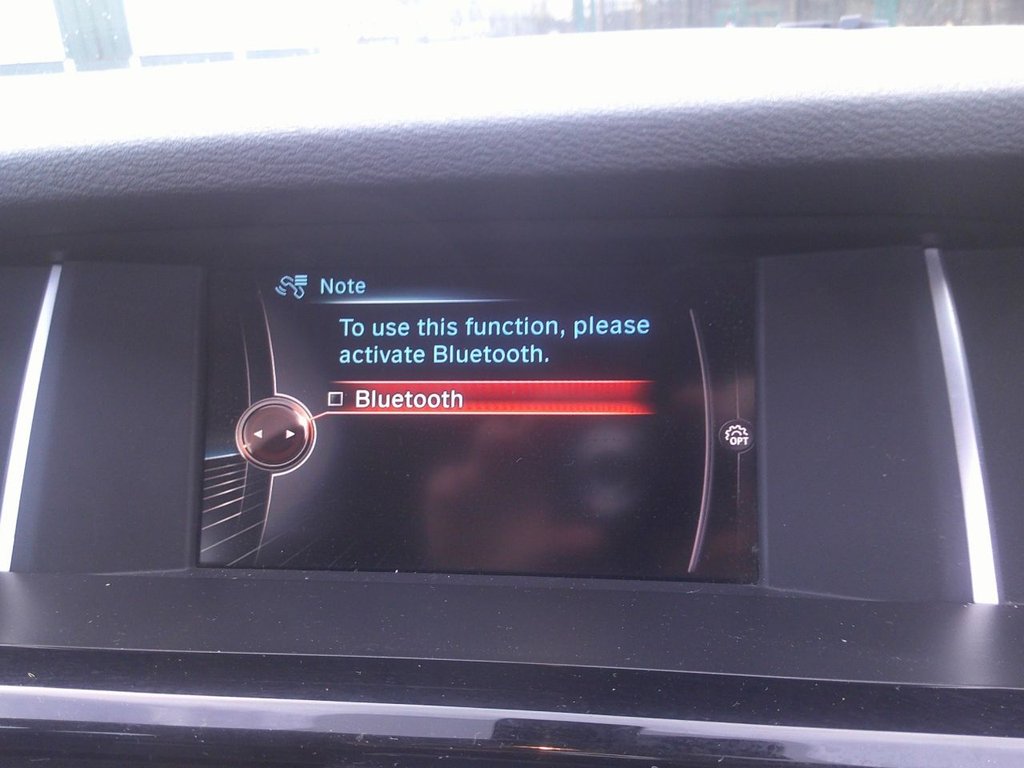 Note
To use this function, please
activate Bluetooth.
Bluetooth
OPT